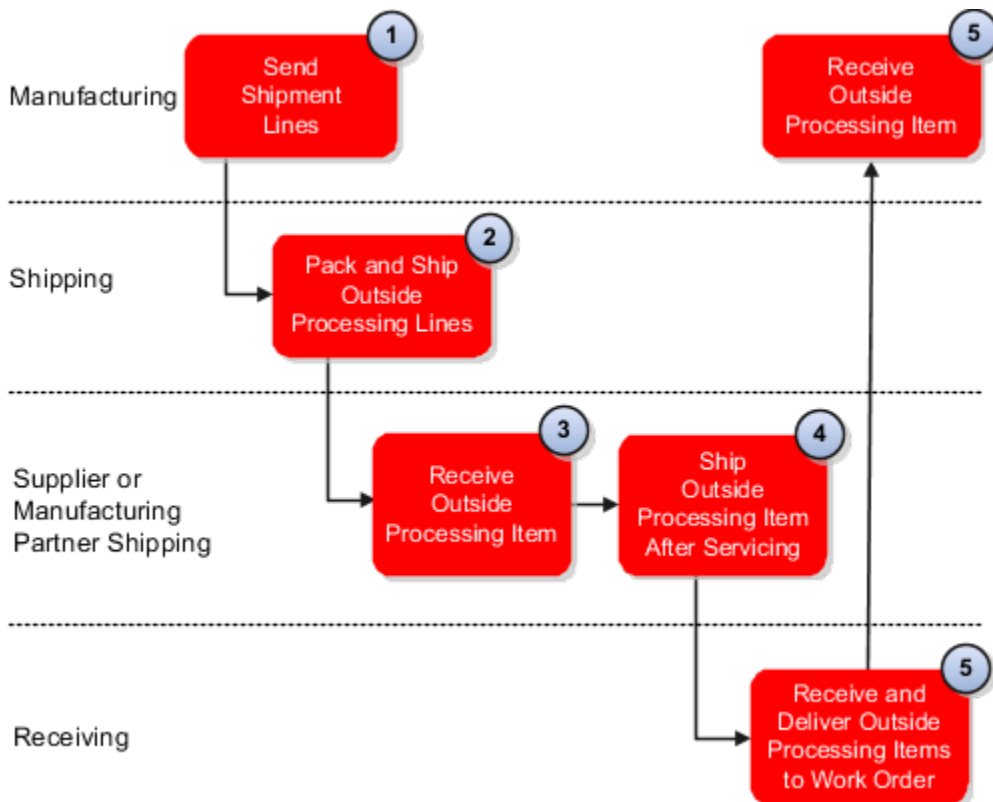 1
Send
Shipment
Lines
5
Receive
Outside
Processing Item
Manufacturing
2
Pack and Ship
Outside
Processing Lines
Shipping
3
Receive
Outside
Processing Item
4
Ship
Outside
Processing Item
After Servicing
Supplier or
Manufacturing
Partner Shipping
5
Receive and
Deliver Outside
Processing Items
to Work Order
Receiving